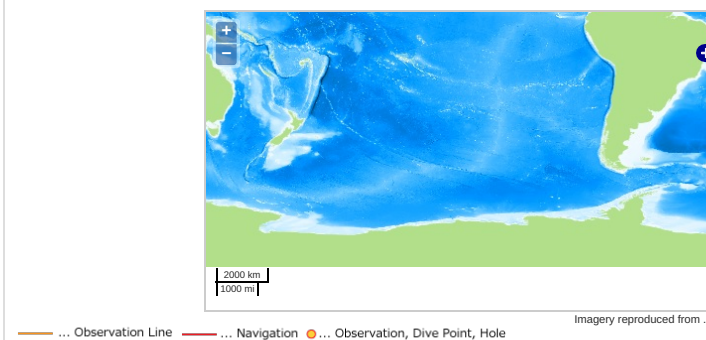 +
−
2000 km
1000 mi
Imagery reproduced from .
... Observation Line ... Navigation ... Observation, Dive Point, Hole